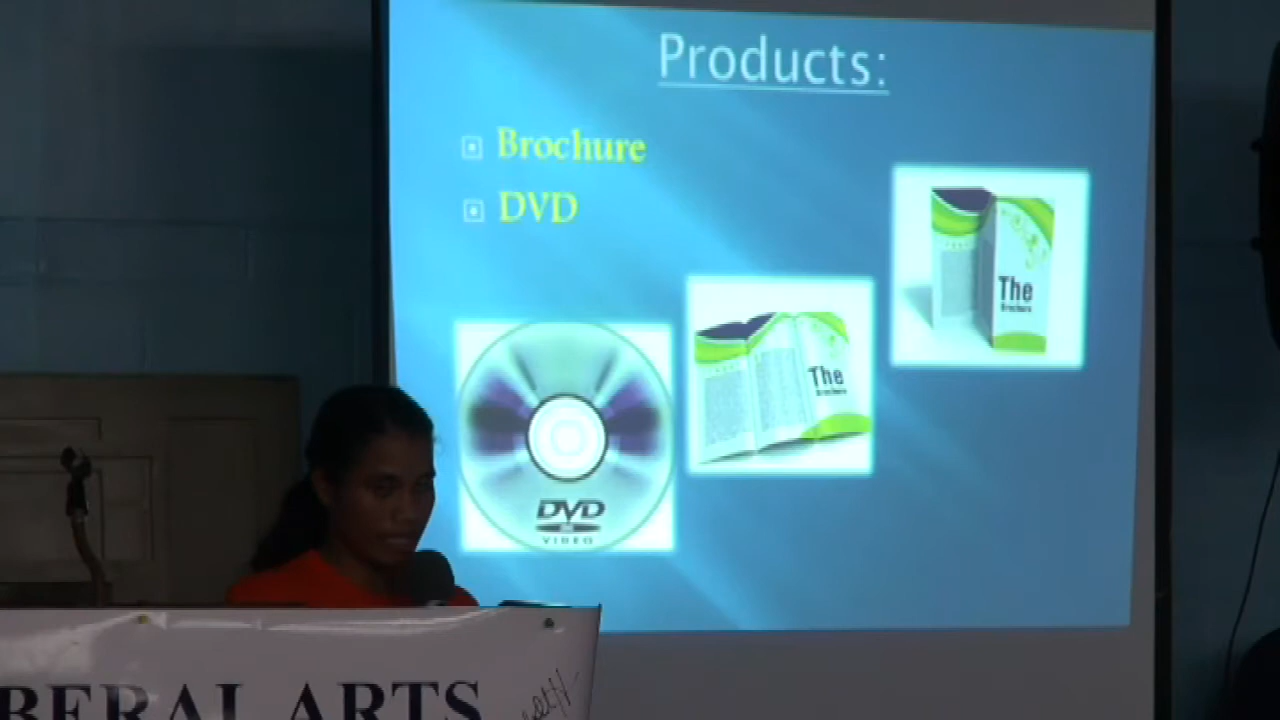 Products:
Brochure
DVD
The
Brochure
The
Brochure
DVD
VIDEO
BERAL ARTS